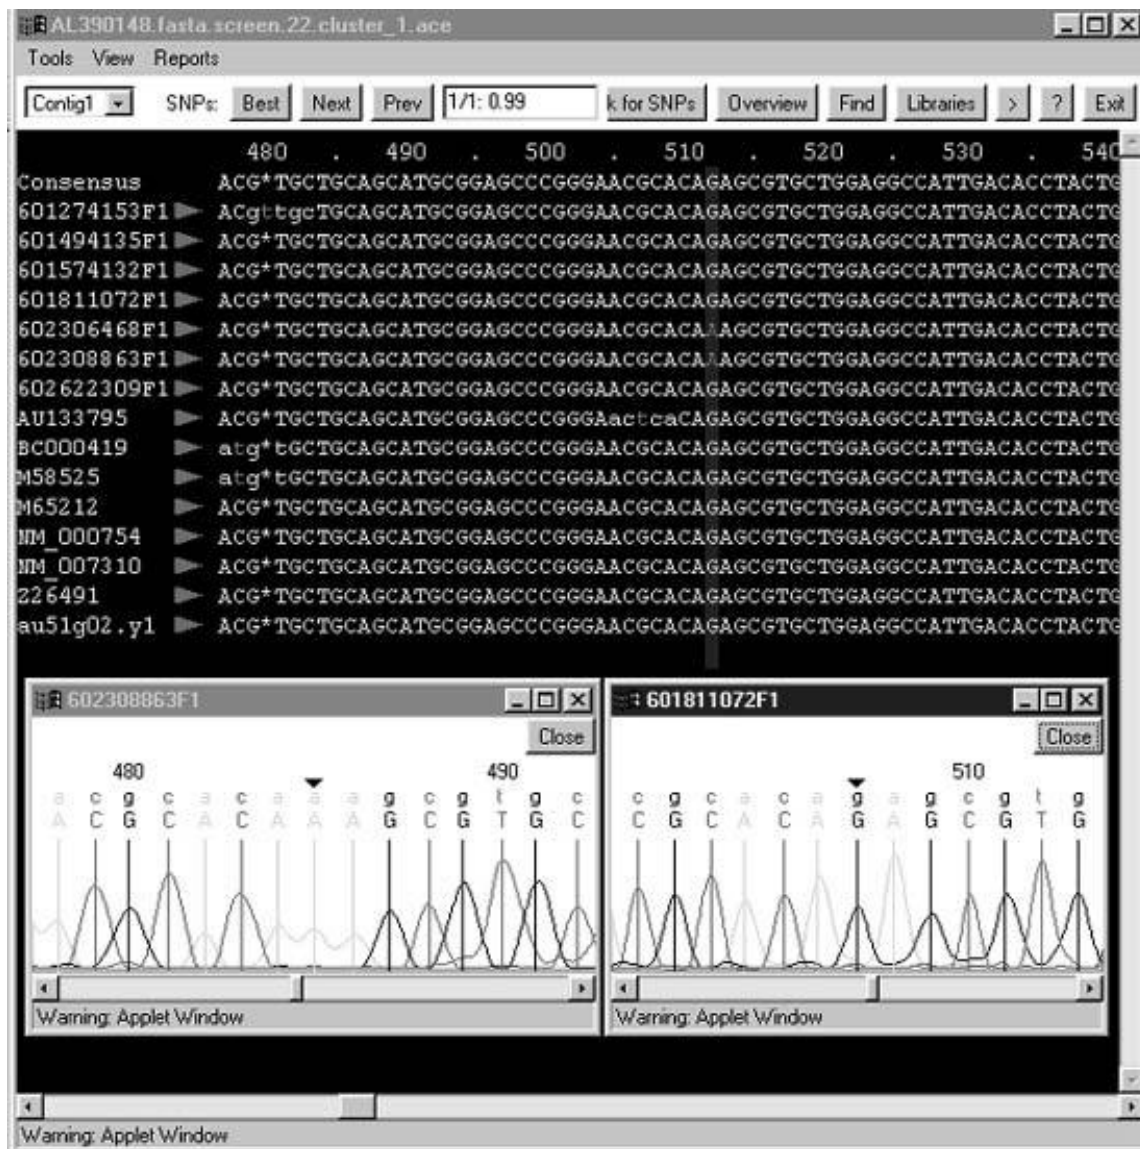 AL390148.fasta.screen.22.cluster_1.ace
Tools View Reports
Contig1 SNPs: Best Next Prev 1/1: 0.99 k for SNPs Overview Find Libraries > ? Exit
480 . 490 . 500 . 510 . 520 . 530 . 540
Consensus ACG*TGCTGCAGCATGCGGAGCCCGGGAACGCACAGAGCGTGCTGGAGGCCATTGACACCTACTG
601274153F1 ACgttgcTGCAGCATGCGGAGCCCGGGAACGCACAGAGCGTGCTGGAGGCCATTGACACCTACTG
601494135F1 ACG*TGCTGCAGCATGCGGAGCCCGGGAACGCACAGAGCGTGCTGGAGGCCATTGACACCTACTG
601574132F1 ACG*TGCTGCAGCATGCGGAGCCCGGGAACGCACAGAGCGTGCTGGAGGCCATTGACACCTACTG
601811072F1 ACG*TGCTGCAGCATGCGGAGCCCGGGAACGCACAGAGCGTGCTGGAGGCCATTGACACCTACTG
602306468F1 ACG*TGCTGCAGCATGCGGAGCCCGGGAACGCACAAAGCGTGCTGGAGGCCATTGACACCTACTG
602308863F1 ACG*TGCTGCAGCATGCGGAGCCCGGGAACGCACAAAGCGTGCTGGAGGCCATTGACACCTACTG
602622309F1 ACG*TGCTGCAGCATGCGGAGCCCGGGAACGCACAGAGCGTGCTGGAGGCCATTGACACCTACTG
AU133795 ACG*TGCTGCAGCATGCGGAGCCCGGGAactcaCAGAGCGTGCTGGAGGCCATTGACACCTACTG
BC000419 atg*tGCTGCAGCATGCGGAGCCCGGGAACGCACAGAGCGTGCTGGAGGCCATTGACACCTACTG
M58525 atg*tGCTGCAGCATGCGGAGCCCGGGAACGCACAGAGCGTGCTGGAGGCCATTGACACCTACTG
M65212 ACG*TGCTGCAGCATGCGGAGCCCGGGAACGCACAGAGCGTGCTGGAGGCCATTGACACCTACTG
NM_000754 ACG*TGCTGCAGCATGCGGAGCCCGGGAACGCACAGAGCGTGCTGGAGGCCATTGACACCTACTG
NM_007310 ACG*TGCTGCAGCATGCGGAGCCCGGGAACGCACAGAGCGTGCTGGAGGCCATTGACACCTACTG
Z26491 ACG*TGCTGCAGCATGCGGAGCCCGGGAACGCACAGAGCGTGCTGGAGGCCATTGACACCTACTG
au51g02.y1 ACG*TGCTGCAGCATGCGGAGCCCGGGAACGCACAGAGCGTGCTGGAGGCCATTGACACCTACTG
602308863F1
Close
480 490
a c g c a c a a a g c g t g c
A C G C A C A A A G C G T G C
Warning: Applet Window
601811072F1
Close
510
c g c a c a g a g c g t g
C G C A C A G A G C G T G
Warning: Applet Window
Warning: Applet Window